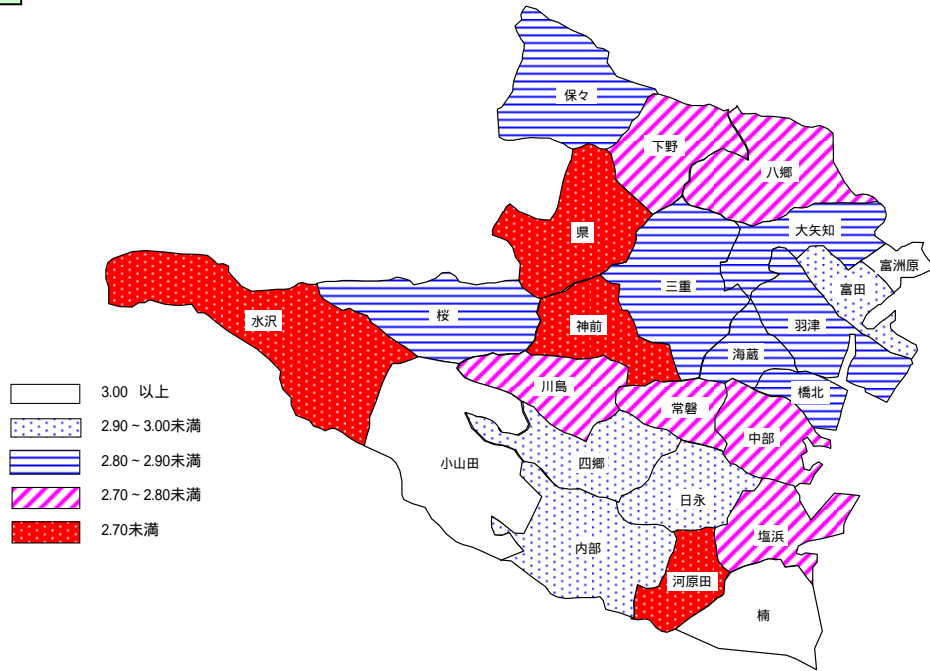 保々
下野
八郷
大矢知
県
富洲原
三重
富田
水沢
桜
神前
羽津
海蔵
川島
橋北
常磐
中部
3.00 以上
2.90～3.00未満
2.80～2.90未満
2.70～2.80未満
2.70未満
小山田
四郷
日永
内部
塩浜
河原田
楠